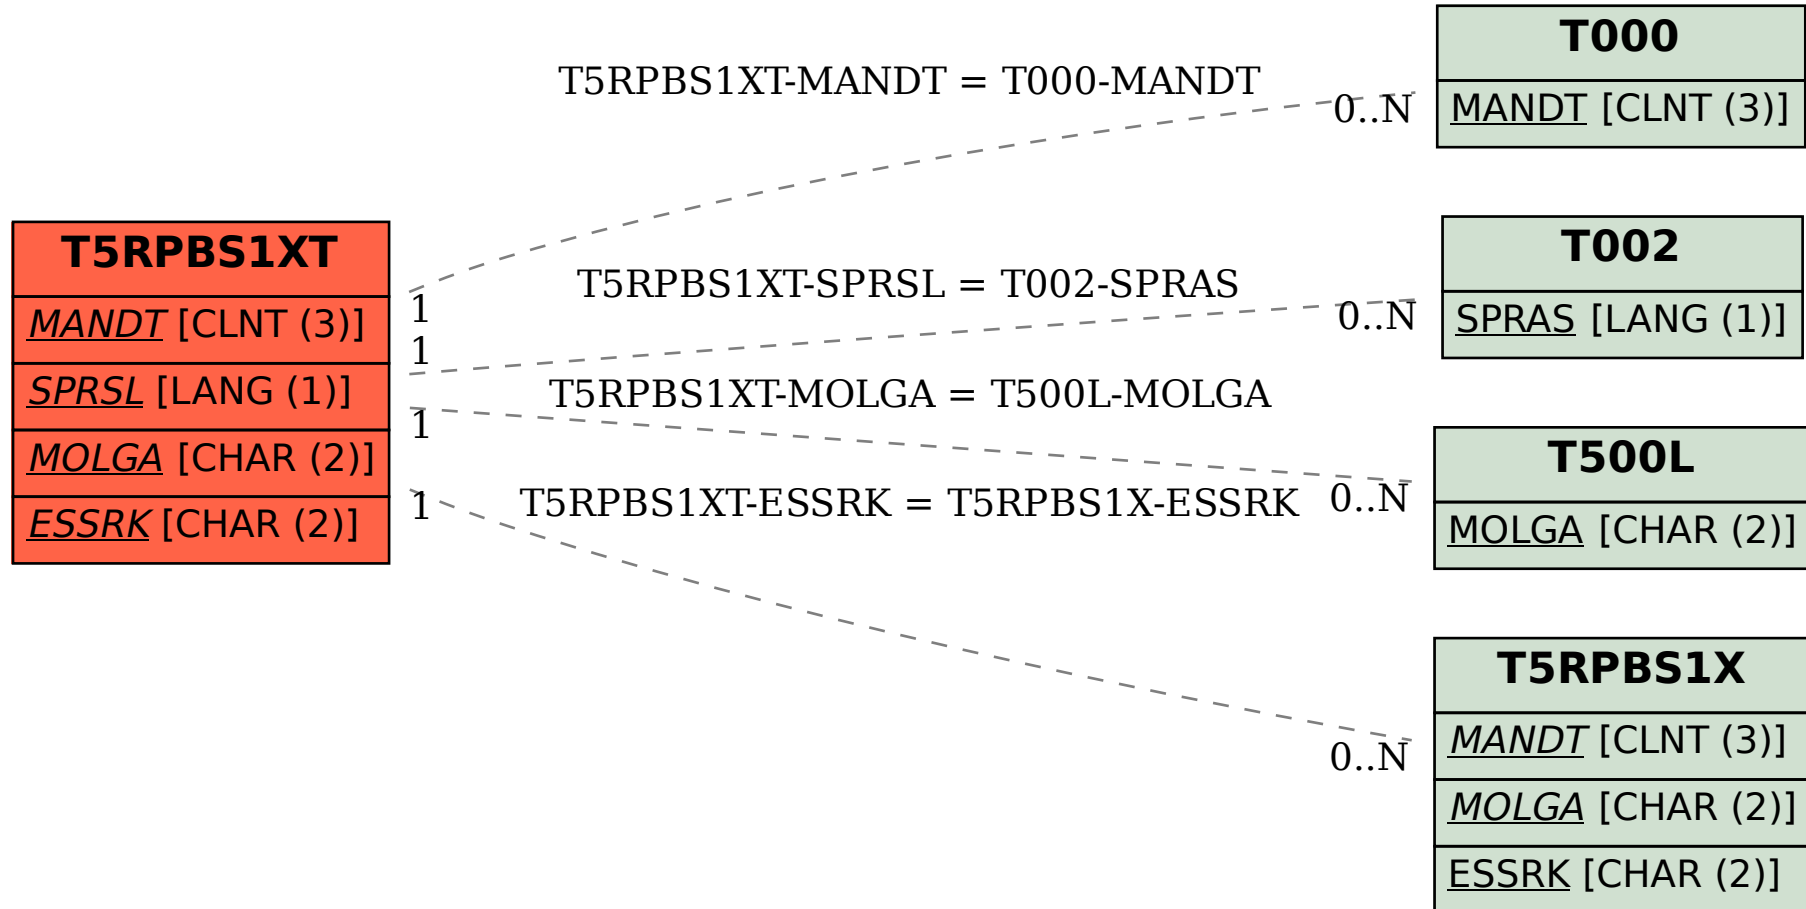 T5RPBS1XT
MANDT [CLNT (3)]
SPRSL [LANG (1)]
MOLGA [CHAR (2)]
ESSRK [CHAR (2)]
T5RPBS1XT-MANDT = T000-MANDT
1
0..N
T5RPBS1XT-SPRSL = T002-SPRAS
1
0..N
T5RPBS1XT-MOLGA = T500L-MOLGA
1
0..N
T5RPBS1XT-ESSRK = T5RPBS1X-ESSRK
1
0..N
T000
MANDT [CLNT (3)]
T002
SPRAS [LANG (1)]
T500L
MOLGA [CHAR (2)]
T5RPBS1X
MANDT [CLNT (3)]
MOLGA [CHAR (2)]
ESSRK [CHAR (2)]